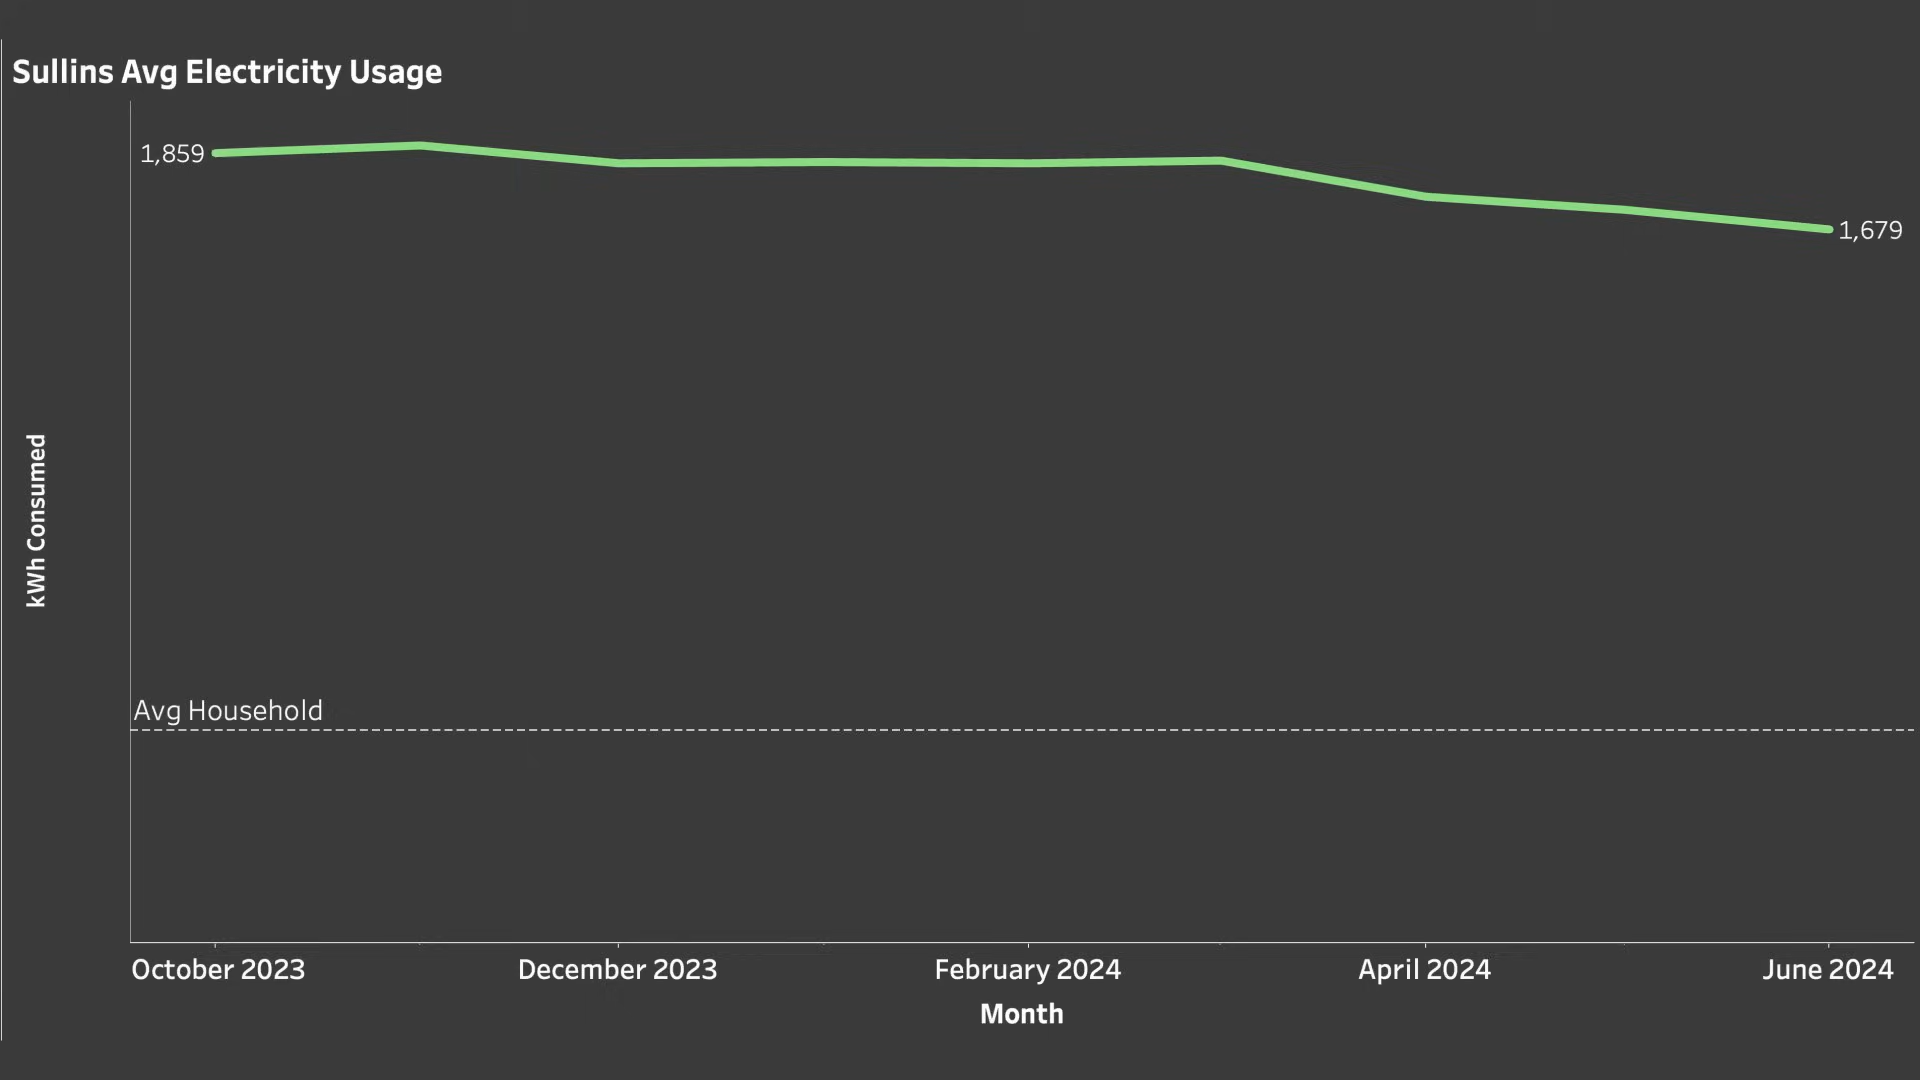 Sullins Avg Electricity Usage
1,859
1,679
kWh Consumed
Avg Household
October 2023
December 2023
February 2024
April 2024
June 2024
Month